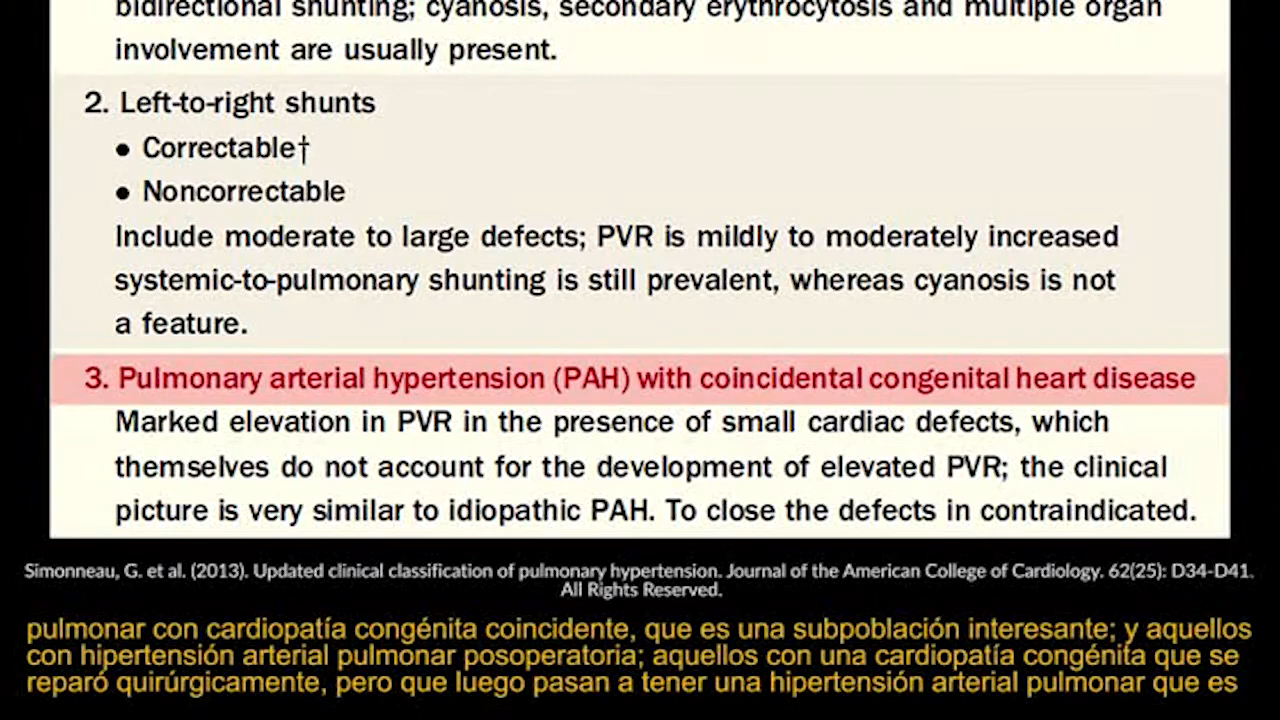 bidirectional shunting; cyanosis, secondary erythrocytosis and multiple organ
involvement are usually present.
2. Left-to-right shunts
• Correctable†
• Noncorrectable
Include moderate to large defects; PVR is mildly to moderately increased
systemic-to-pulmonary shunting is still prevalent, whereas cyanosis is not
a feature.
3. Pulmonary arterial hypertension (PAH) with coincidental congenital heart disease
Marked elevation in PVR in the presence of small cardiac defects, which
themselves do not account for the development of elevated PVR; the clinical
picture is very similar to idiopathic PAH. To close the defects in contraindicated.
Simonneau, G. et al. (2013). Updated clinical classification of pulmonary hypertension. Journal of the American College of Cardiology. 62(25): D34-D41.
All Rights Reserved.
pulmonar con cardiopatía congénita coincidente, que es una subpoblación interesante; y aquellos
con hipertensión arterial pulmonar posoperatoria; aquellos con una cardiopatía congénita que se
reparó quirúrgicamente, pero que luego pasan a tener una hipertensión arterial pulmonar que es